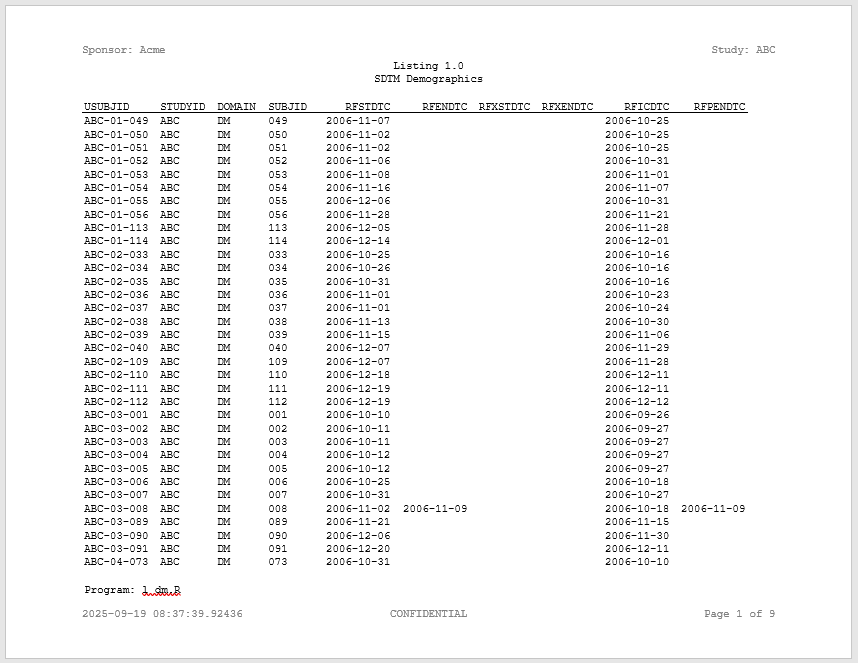 Sponsor: Acme Study: ABC
Listing 1.0
SDTM Demographics
USUBJID STUDYID DOMAIN SUBJID RFSTDTC RFENDTC RFXSTDTC RFXENDTC RFICDTC RFPENDTC
ABC-01-049 ABC DM 049 2006-11-07 2006-10-25
ABC-01-050 ABC DM 050 2006-11-02 2006-10-25
ABC-01-051 ABC DM 051 2006-11-02 2006-10-25
ABC-01-052 ABC DM 052 2006-11-06 2006-10-31
ABC-01-053 ABC DM 053 2006-11-08 2006-11-01
ABC-01-054 ABC DM 054 2006-11-16 2006-11-07
ABC-01-055 ABC DM 055 2006-12-06 2006-10-31
ABC-01-056 ABC DM 056 2006-11-28 2006-11-21
ABC-01-113 ABC DM 113 2006-12-05 2006-11-28
ABC-01-114 ABC DM 114 2006-12-14 2006-12-01
ABC-02-033 ABC DM 033 2006-10-25 2006-10-16
ABC-02-034 ABC DM 034 2006-10-26 2006-10-16
ABC-02-035 ABC DM 035 2006-10-31 2006-10-16
ABC-02-036 ABC DM 036 2006-11-01 2006-10-23
ABC-02-037 ABC DM 037 2006-11-01 2006-10-24
ABC-02-038 ABC DM 038 2006-11-13 2006-10-30
ABC-02-039 ABC DM 039 2006-11-15 2006-11-06
ABC-02-040 ABC DM 040 2006-12-07 2006-11-29
ABC-02-109 ABC DM 109 2006-12-07 2006-11-28
ABC-02-110 ABC DM 110 2006-12-18 2006-12-11
ABC-02-111 ABC DM 111 2006-12-19 2006-12-11
ABC-02-112 ABC DM 112 2006-12-19 2006-12-12
ABC-03-001 ABC DM 001 2006-10-10 2006-09-26
ABC-03-002 ABC DM 002 2006-10-11 2006-09-27
ABC-03-003 ABC DM 003 2006-10-11 2006-09-27
ABC-03-004 ABC DM 004 2006-10-12 2006-09-27
ABC-03-005 ABC DM 005 2006-10-12 2006-09-27
ABC-03-006 ABC DM 006 2006-10-25 2006-10-18
ABC-03-007 ABC DM 007 2006-10-31 2006-10-27
ABC-03-008 ABC DM 008 2006-11-02 2006-11-09 2006-10-18 2006-11-09
ABC-03-089 ABC DM 089 2006-11-21 2006-11-15
ABC-03-090 ABC DM 090 2006-12-06 2006-11-30
ABC-03-091 ABC DM 091 2006-12-20 2006-12-11
ABC-04-073 ABC DM 073 2006-10-31 2006-10-10
Program: l_dm.R
2025-09-19 08:37:39.92436 CONFIDENTIAL Page 1 of 9